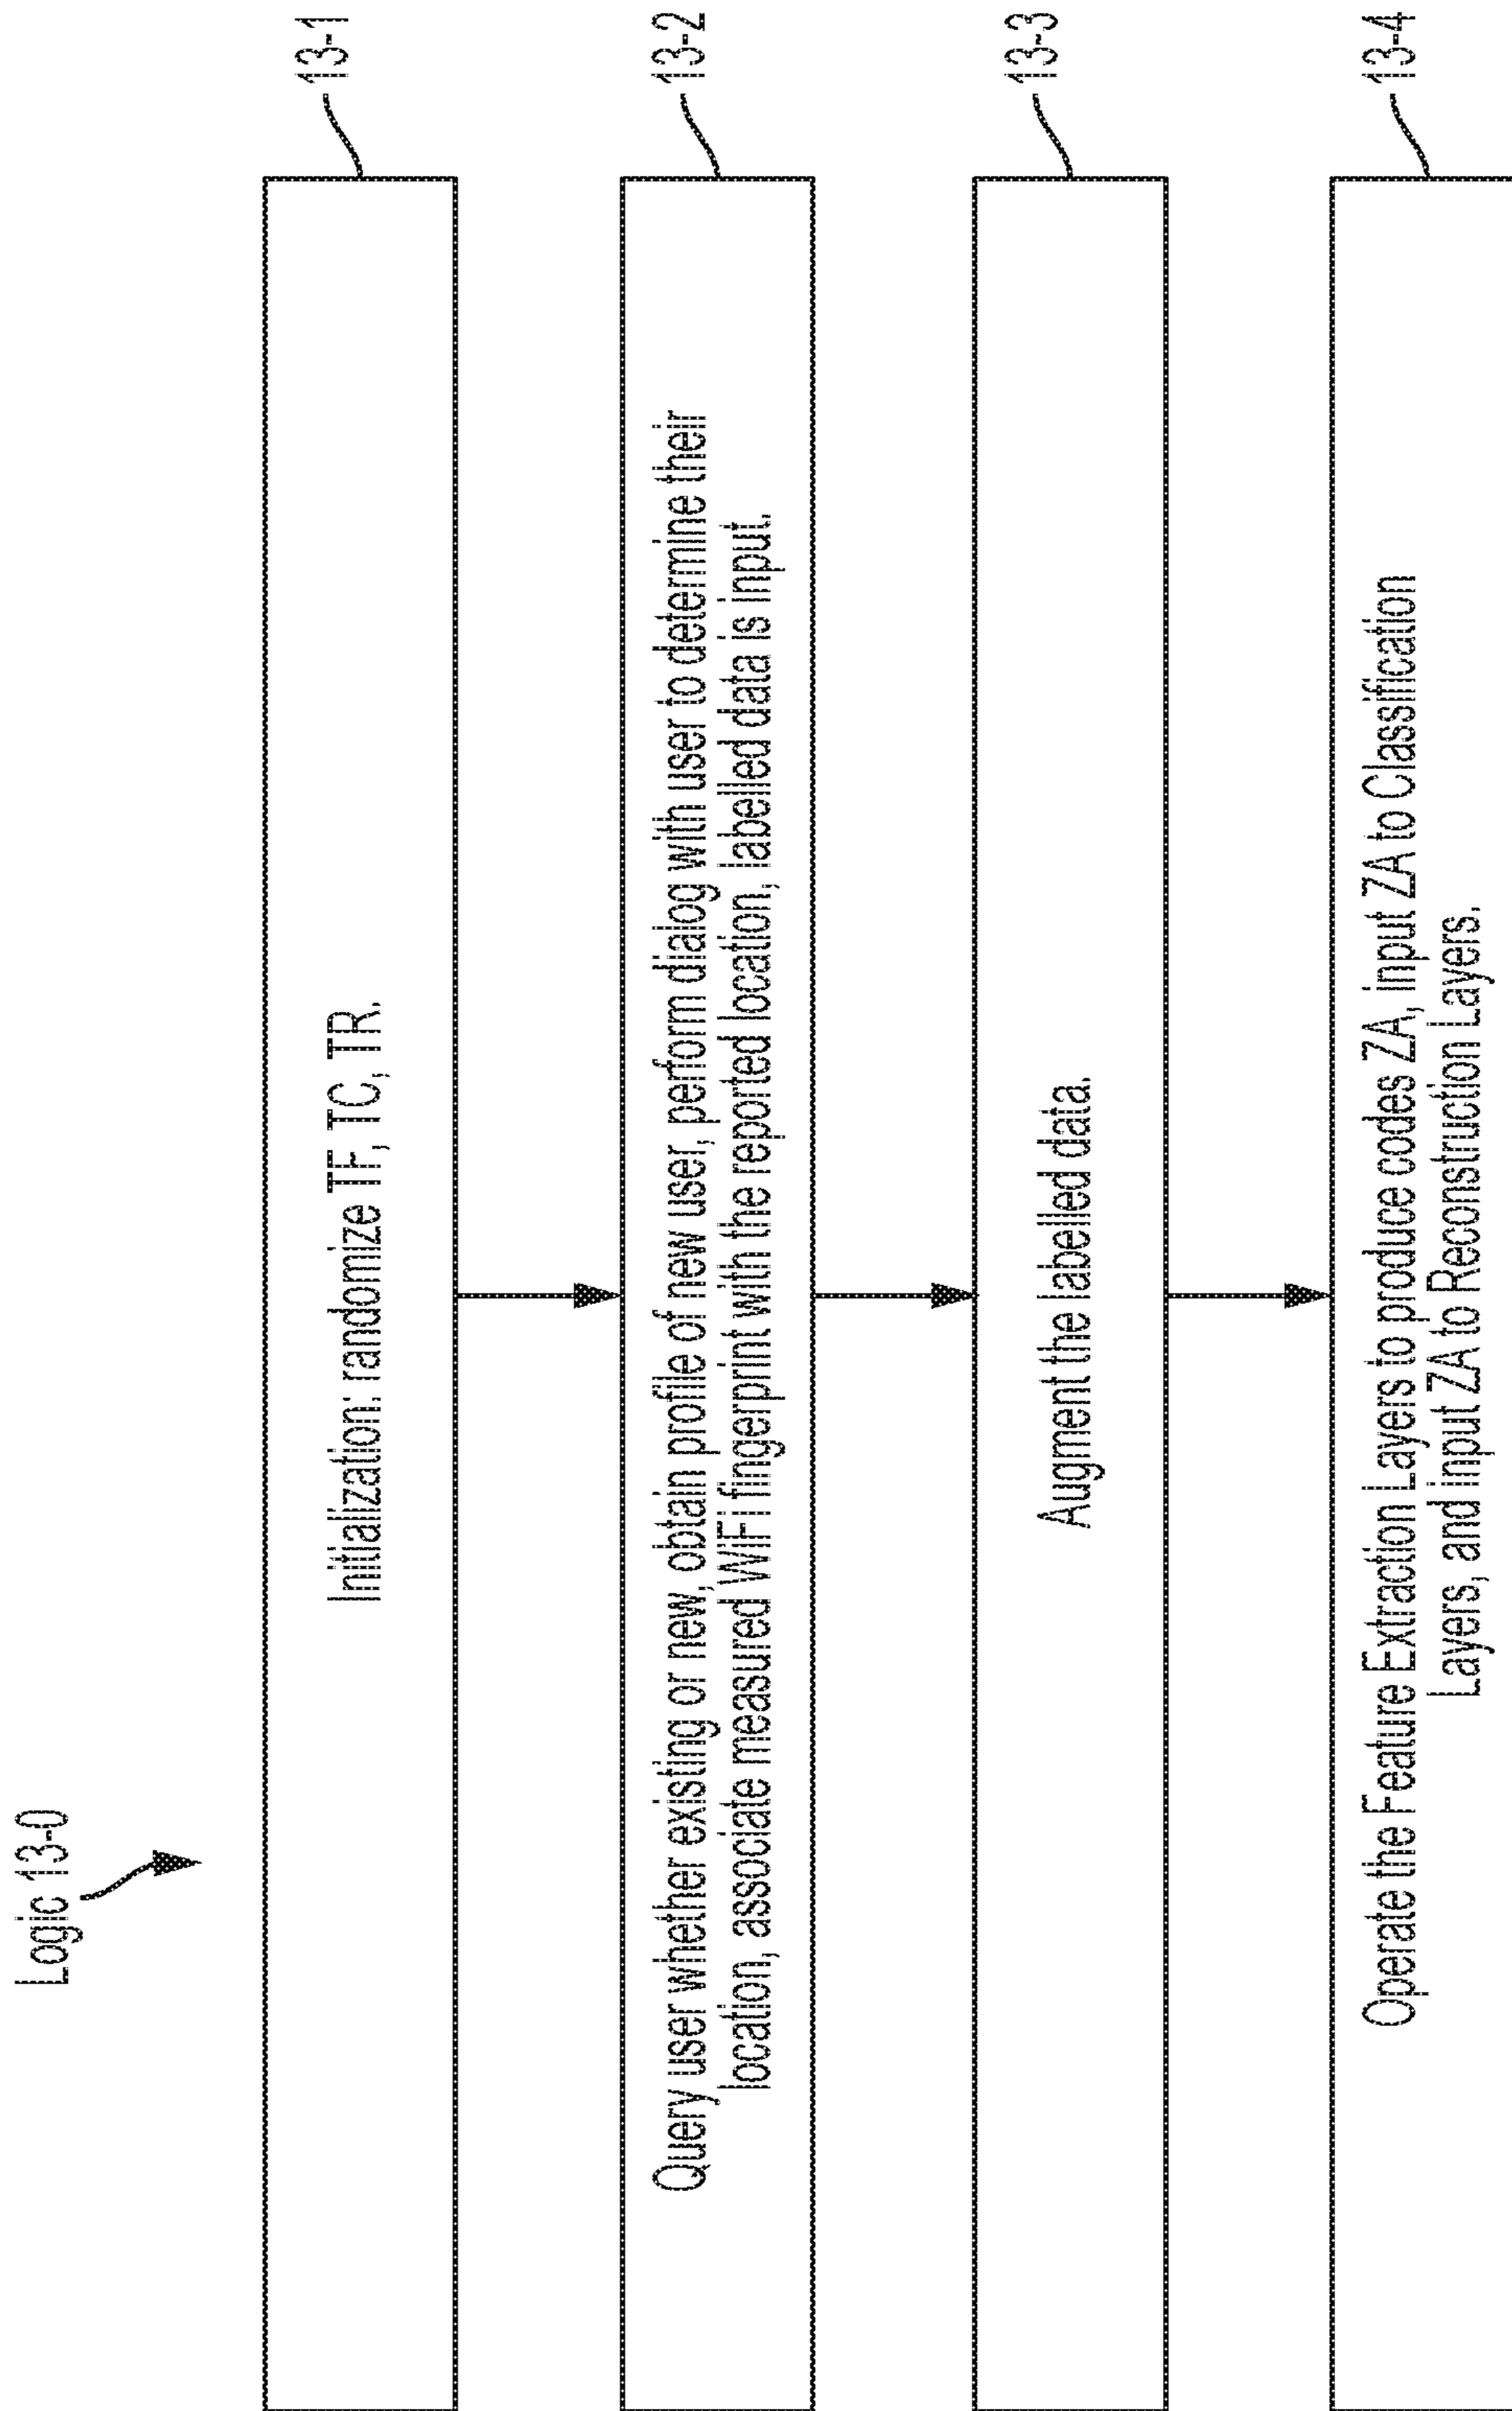 Logic 13-0
13-1
Initialization: randomize TF, TC, TR.
13-2
Query user whether existing or new, obtain profile of new user, perform dialog with user to determine their
location, associate measured WiFi fingerprint with the reported location, labelled data is input.
13-3
Augment the labelled data.
13-4
Operate the Feature Extraction Layers to produce codes ZA, input ZA to Classification
Layers, and input ZA to Reconstruction Layers.